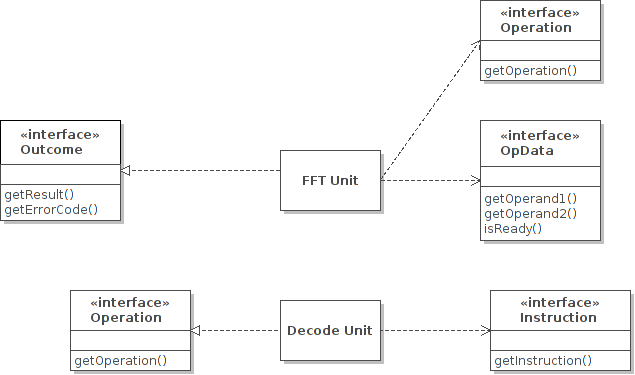 «interface»
Operation
getOperation()
«interface»
Outcome
getResult()
getErrorCode()
FFT Unit
«interface»
OpData
getOperand1()
getOperand2()
isReady()
«interface»
Operation
getOperation()
Decode Unit
«interface»
Instruction
getInstruction()